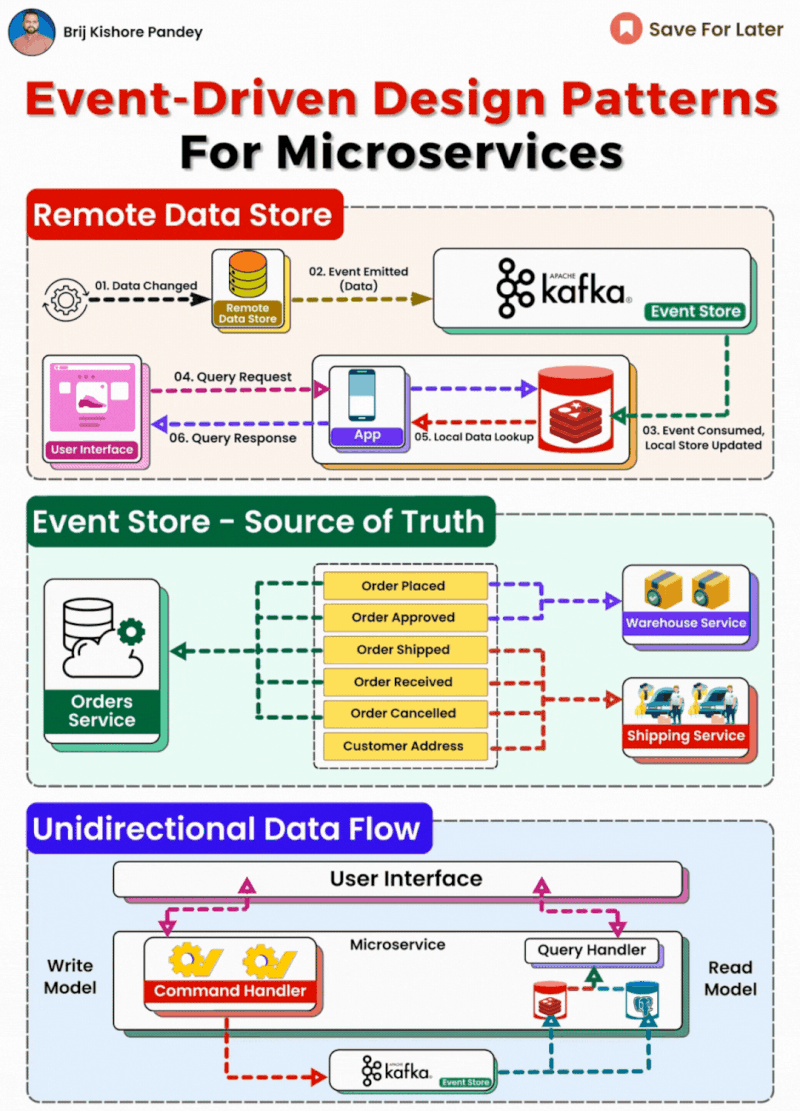 Brij Kishore Pandey
Save For Later
Event-Driven Design Patterns
For Microservices
Remote Data Store
01. Data Changed
Remote
Data Store
02. Event Emitted
(Data)
APACHE
kafka®
Event Store
User Interface
04. Query Request
06. Query Response
App
05. Local Data Lookup
03. Event Consumed,
Local Store Updated
Event Store - Source of Truth
Orders
Service
Order Placed
Order Approved
Order Shipped
Order Received
Order Cancelled
Customer Address
Warehouse Service
Shipping Service
Unidirectional Data Flow
User Interface
Write
Model
Microservice
Command Handler
Query Handler
Read
Model
APACHE
kafka®
Event Store